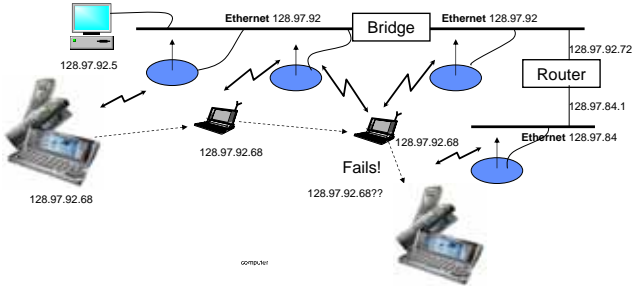 Ethernet 128.97.92
Bridge
Ethernet 128.97.92
128.97.92.5
128.97.92.72
Router
128.97.84.1
Ethernet 128.97.84
128.97.92.68
128.97.92.68
Fails!
128.97.92.68??
128.97.92.68
computer